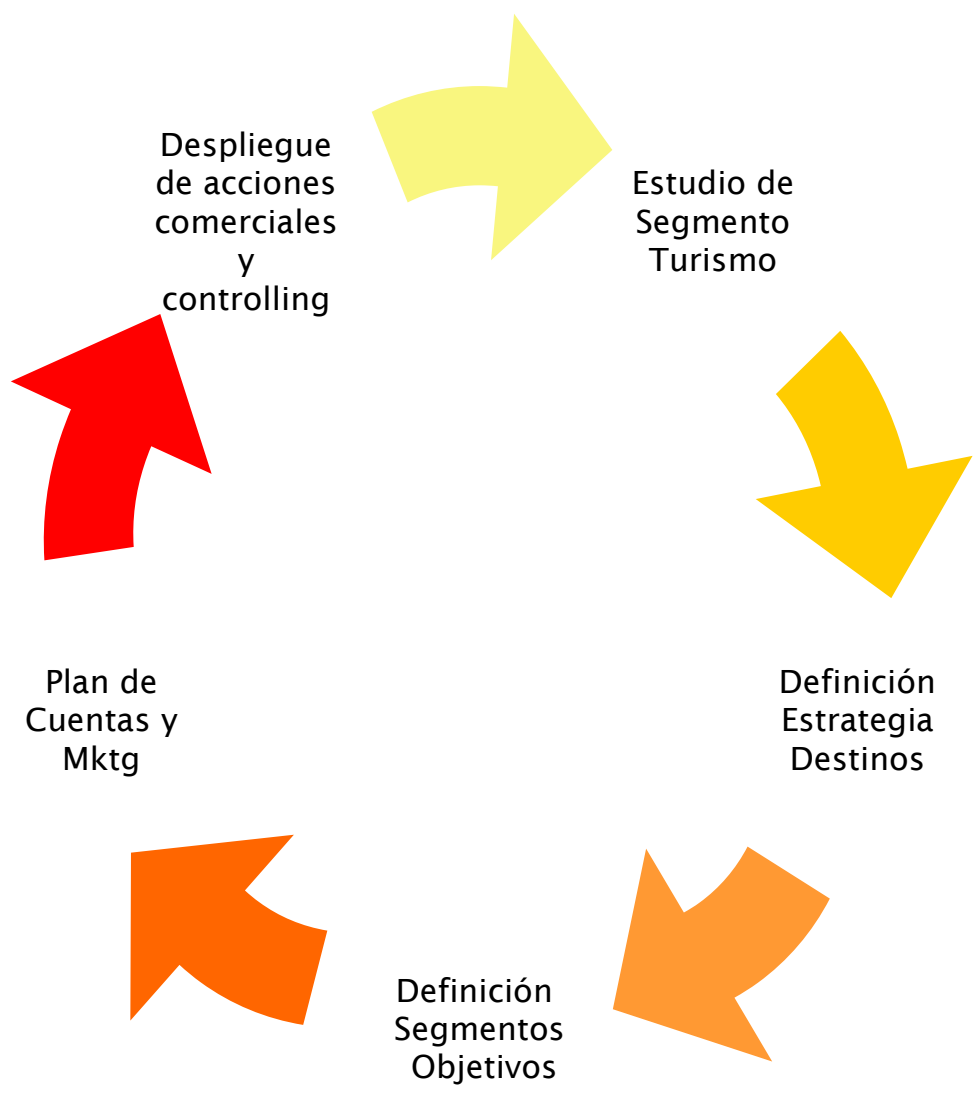 Despliegue
de acciones
comerciales
y
controlling
Estudio de
Segmento
Turismo
Definición
Estrategia
Destinos
Definición
Segmentos
Objetivos
Plan de
Cuentas y
Mktg